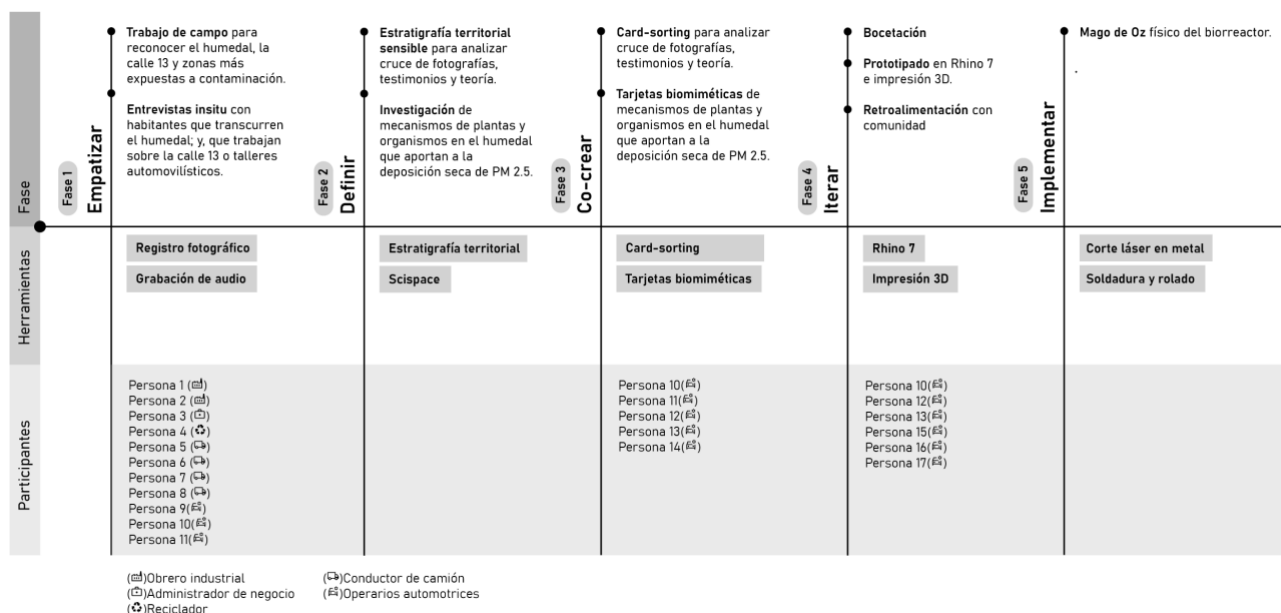 Fase
Fase 1
Empatizar
Trabajo de campo para
reconocer el humedal, la
calle 13 y zonas más
expuestas a contaminación.
Entrevistas insitu con
habitantes que transcurren
el humedal; y, que trabajan
sobre la calle 13 o talleres
automovilísticos.
Fase 2
Definir
Estratigrafía territorial
sensible para analizar
cruce de fotografías,
testimonios y teoría.
Investigación de
mecanismos de plantas y
organismos en el humedal
que aportan a la
deposición seca de PM 2.5.
Fase 3
Co-crear
Card-sorting para analizar
cruce de fotografías,
testimonios y teoría.
Tarjetas biomiméticas de
mecanismos de plantas y
organismos en el humedal
que aportan a la
deposición seca de PM 2.5.
Fase 4
Iterar
Bocetación
Prototipado en Rhino 7
e impresión 3D.
Retroalimentación con
comunidad
Fase 5
Implementar
Mago de Oz físico del biorreactor.
Herramientas
Registro fotográfico
Grabación de audio
Estratigrafía territorial
Scispace
Card-sorting
Tarjetas biomiméticas
Rhino 7
Impresión 3D
Corte láser en metal
Soldadura y rolado
Participantes
Persona 1 ()
Persona 2 ()
Persona 3 ()
Persona 4 ()
Persona 5 ()
Persona 6 ()
Persona 7 ()
Persona 8 ()
Persona 9()
Persona 10()
Persona 11()
Persona 10()
Persona 11()
Persona 12()
Persona 13()
Persona 14()
Persona 10()
Persona 12()
Persona 13()
Persona 15()
Persona 16()
Persona 17()
()Obrero industrial
()Administrador de negocio
()Reciclador
()Conductor de camión
()Operarios automotrices